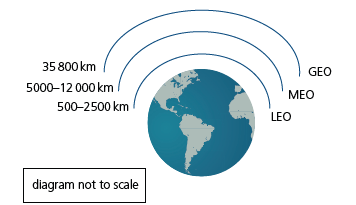 35 800 km
GEO
5000–12 000 km
MEO
500–2500 km
LEO
diagram not to scale